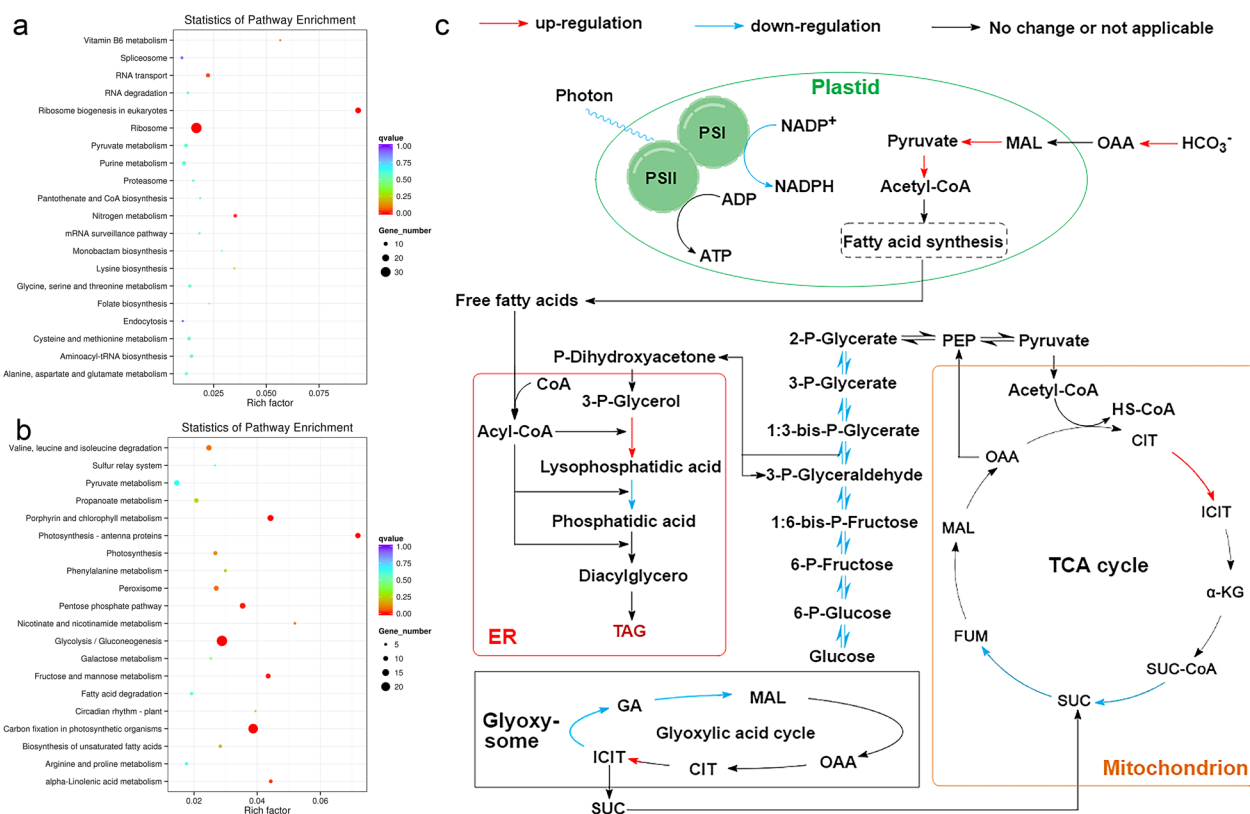 a
Statistics of Pathway Enrichment
Vitamin B6 metabolism
Spliceosome
RNA transport
RNA degradation
Ribosome biogenesis in eukaryotes
Ribosome
Pyruvate metabolism
Purine metabolism
Proteasome
Pantothenate and CoA biosynthesis
Nitrogen metabolism
mRNA surveillance pathway
Monobactam biosynthesis
Lysine biosynthesis
Glycine, serine and threonine metabolism
Folate biosynthesis
Endocytosis
Cysteine and methionine metabolism
Aminoacyl-tRNA biosynthesis
Alanine, aspartate and glutamate metabolism
0.025 0.050 0.075
Rich factor
qvalue
1.00
0.75
0.50
0.25
0.00
Gene_number
10
20
30
b
Statistics of Pathway Enrichment
Valine, leucine and isoleucine degradation
Sulfur relay system
Pyruvate metabolism
Propanoate metabolism
Porphyrin and chlorophyll metabolism
Photosynthesis - antenna proteins
Photosynthesis
Phenylalanine metabolism
Peroxisome
Pentose phosphate pathway
Nicotinate and nicotinamide metabolism
Glycolysis / Gluconeogenesis
Galactose metabolism
Fructose and mannose metabolism
Fatty acid degradation
Circadian rhythm - plant
Carbon fixation in photosynthetic organisms
Biosynthesis of unsaturated fatty acids
Arginine and proline metabolism
alpha-Linolenic acid metabolism
0.02 0.04 0.06
Rich factor
qvalue
1.00
0.75
0.50
0.25
0.00
Gene_number
5
10
15
20
c
up-regulation
down-regulation
No change or not applicable
Plastid
Photon
PSI
PSII
NADP+
NADPH
ADP
ATP
Pyruvate
MAL
OAA
HCO3-
Acetyl-CoA
Fatty acid synthesis
Free fatty acids
P-Dihydroxyacetone
CoA
3-P-Glycerol
Acyl-CoA
Lysophosphatidic acid
Phosphatidic acid
Diacylglycero
TAG
ER
2-P-Glycerate
PEP
Pyruvate
3-P-Glycerate
1:3-bis-P-Glycerate
3-P-Glyceraldehyde
1:6-bis-P-Fructose
6-P-Fructose
6-P-Glucose
Glucose
Acetyl-CoA
HS-CoA
CIT
OAA
ICIT
MAL
TCA cycle
α-KG
FUM
SUC-CoA
SUC
Mitochondrion
Glyoxy-
some
GA
MAL
Glyoxylic acid cycle
ICIT
CIT
OAA
SUC